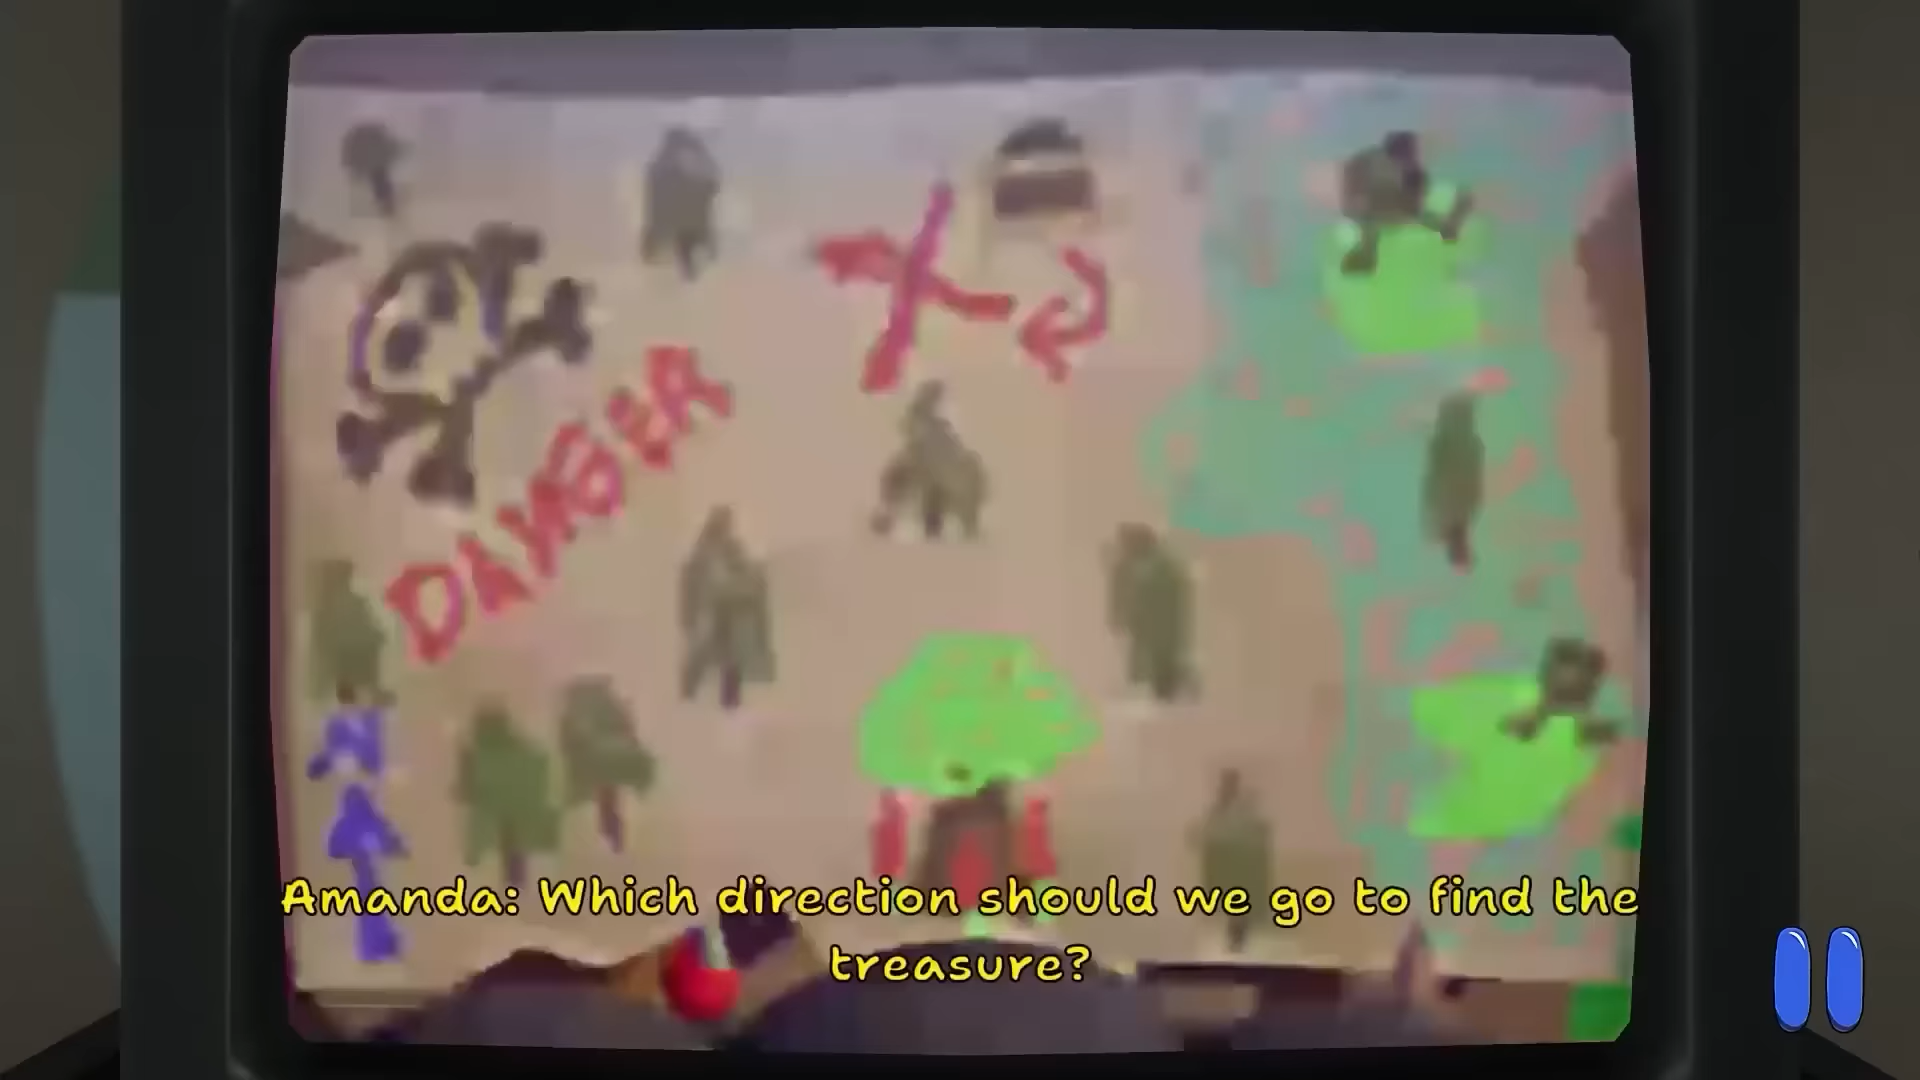 DANGER
N
Amanda: Which direction should we go to find the
treasure?